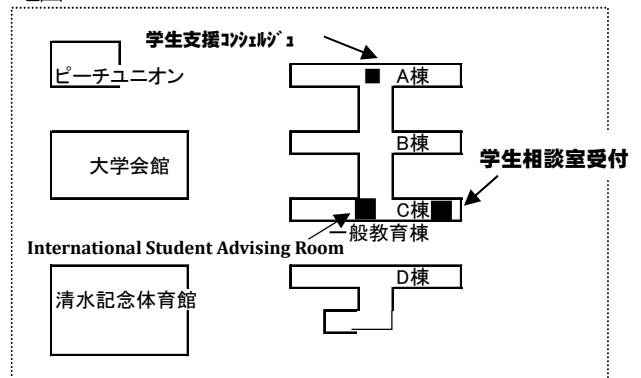 学生支援ｺﾝｼｪﾙｼﾞｭ
ピーチユニオン
A棟
B棟
大学会館
学生相談室受付
C棟
一般教育棟
International Student Advising Room
D棟
清水記念体育館